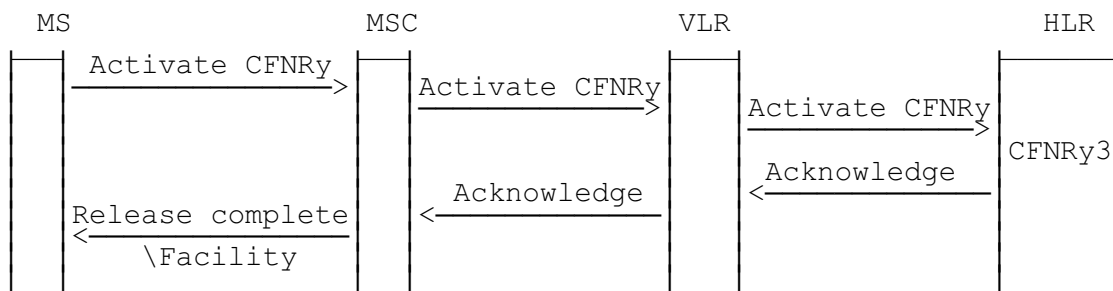 MS MSC VLR HLR
Activate CFNRy
Activate CFNRy
Activate CFNRy
CFNRy3
Acknowledge
Acknowledge
Release complete
\Facility